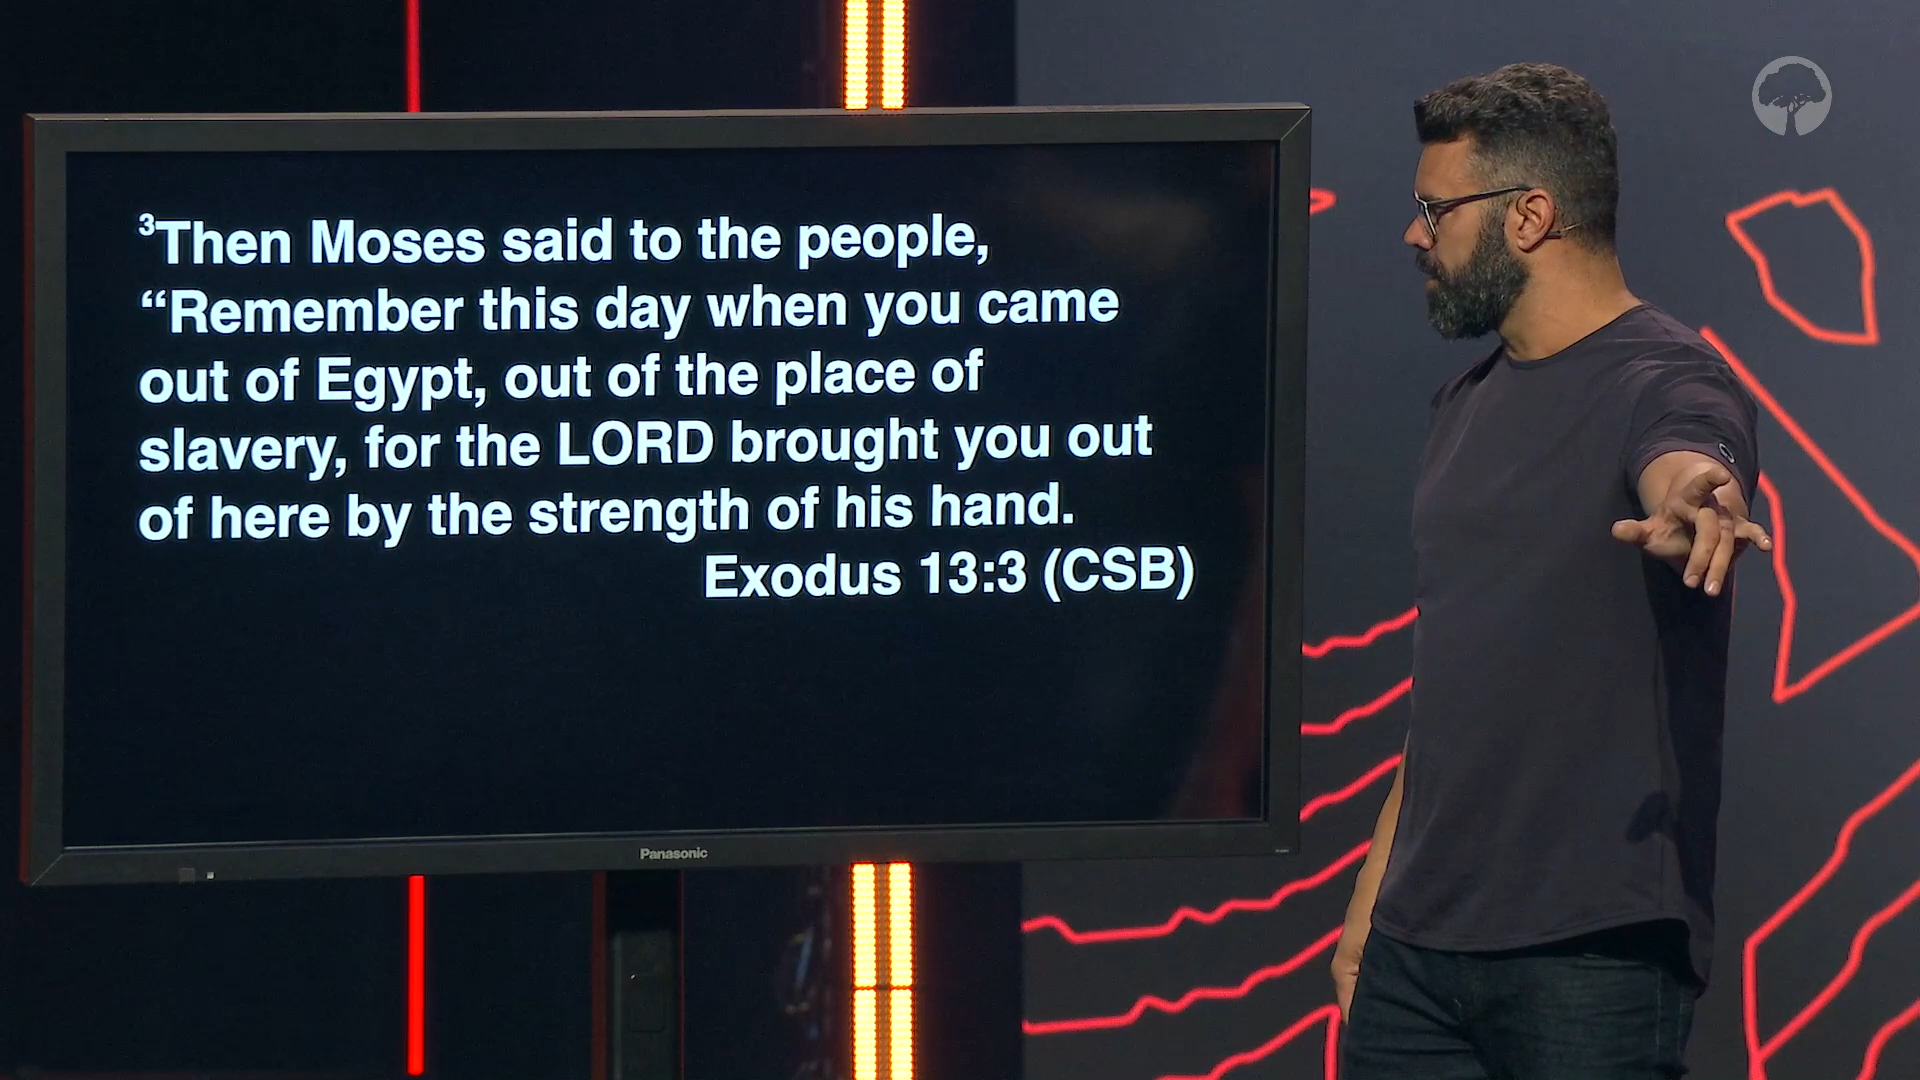 ³Then Moses said to the people,
“Remember this day when you came
out of Egypt, out of the place of
slavery, for the LORD brought you out
of here by the strength of his hand.
Exodus 13:3 (CSB)
Panasonic